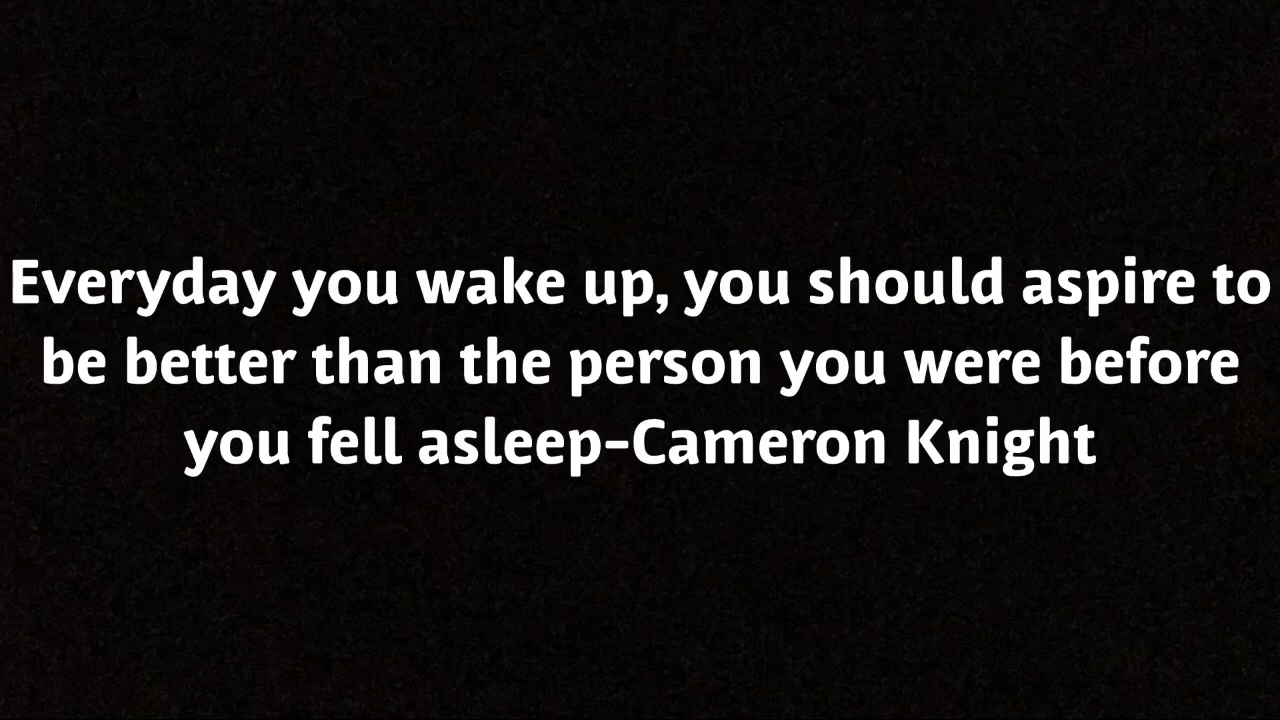 Everyday you wake up, you should aspire to
be better than the person you were before
you fell asleep-Cameron Knight